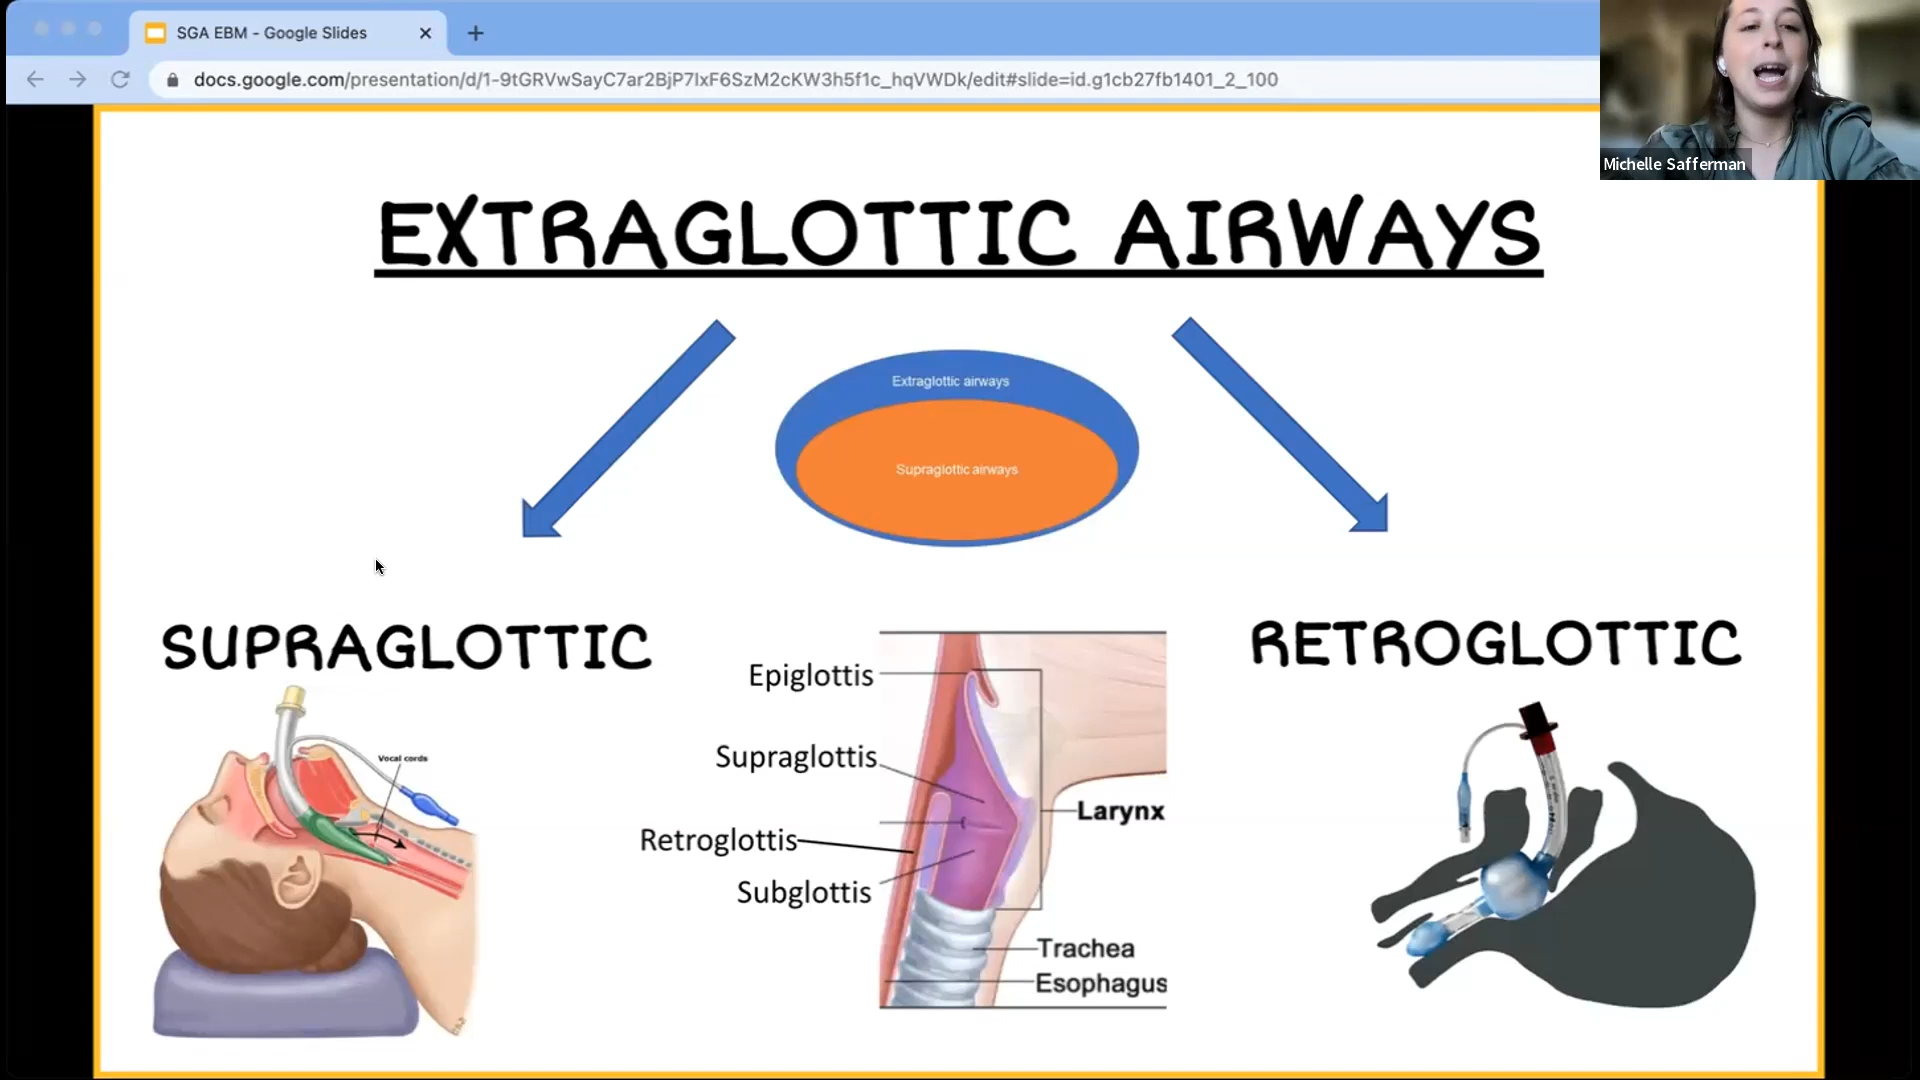 SGA EBM - Google Slides
docs.google.com/presentation/d/1-9tGRVwSayC7ar2BjP7IxF6SzM2cKW3h5f1c_hqVWDk/edit#slide=id.g1cb27fb1401_2_100
Michelle Safferman
EXTRAGLOTTIC AIRWAYS
Extraglottic airways
Supraglottic airways
SUPRAGLOTTIC
RETROGLOTTIC
Vocal cords
Epiglottis
Supraglottis
Larynx
Retroglottis
Subglottis
Trachea
Esophagus